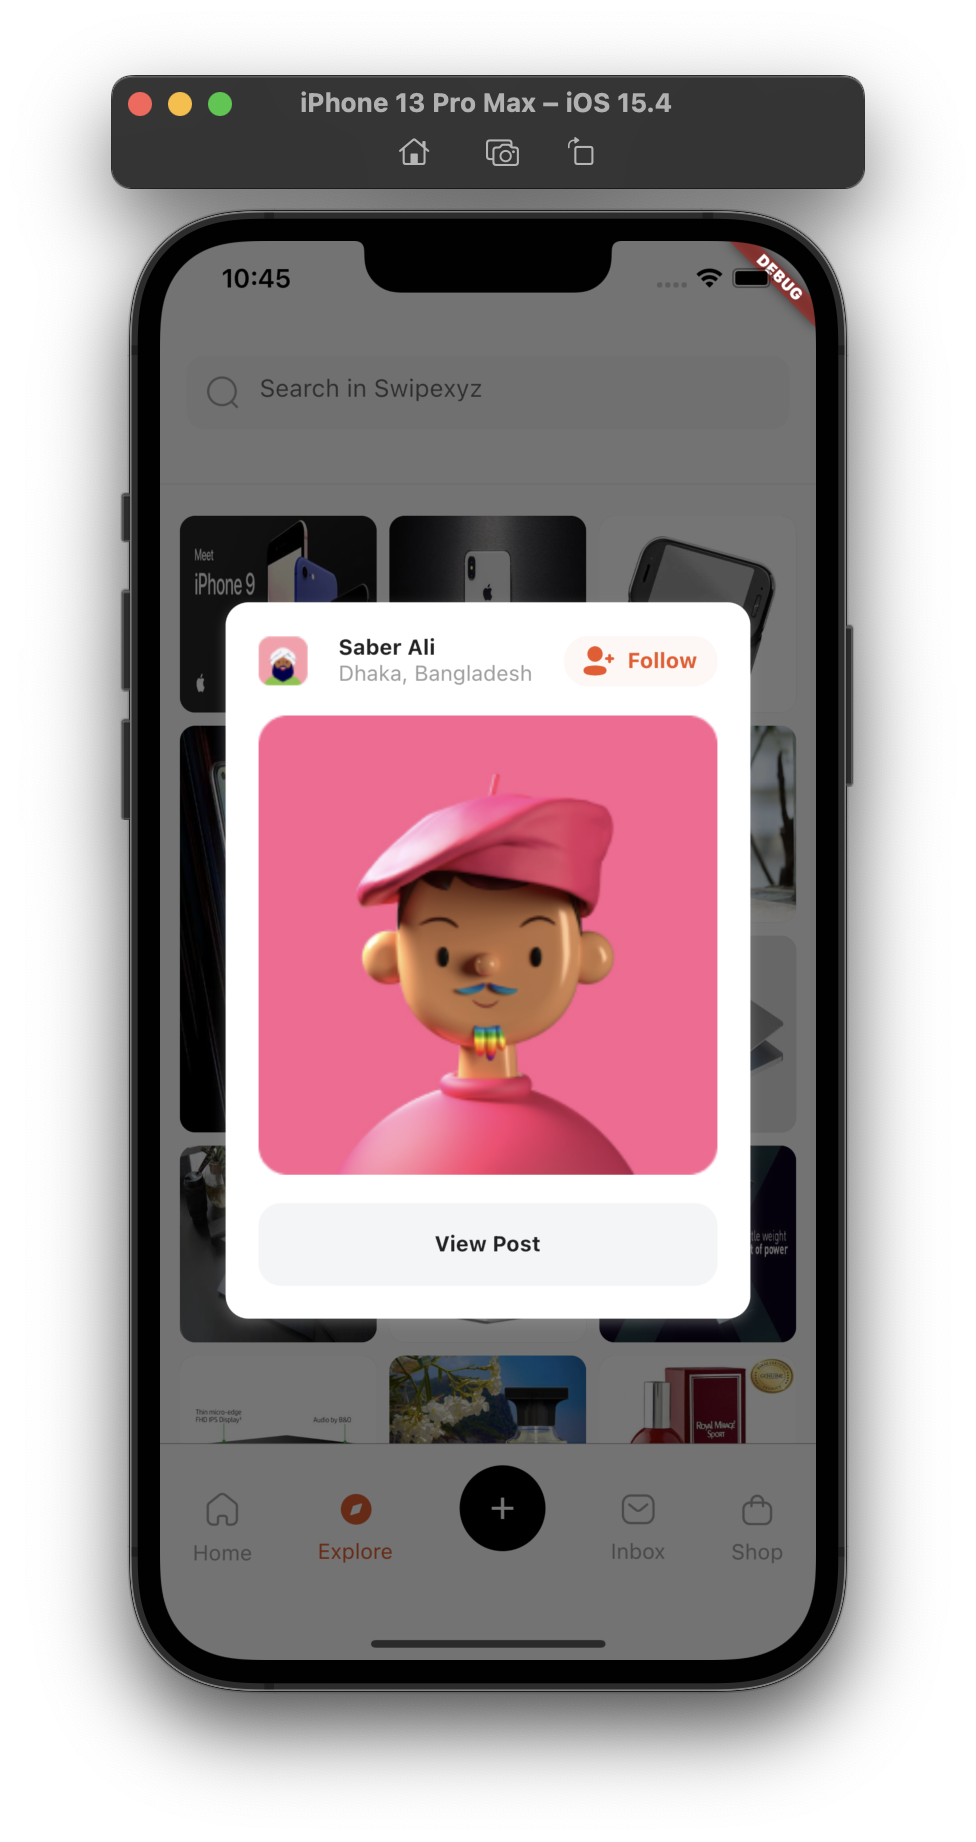 iPhone 13 Pro Max – iOS 15.4
10:45
DEBUG
Search in Swipexyz
Meet
iPhone 9
Saber Ali
Dhaka, Bangladesh
Follow
View Post
tle weight
t of power
Thin micro-edge
FHD IPS Display
Audio by B&O
Royal Mirage
Sport
Home
Explore
Inbox
Shop